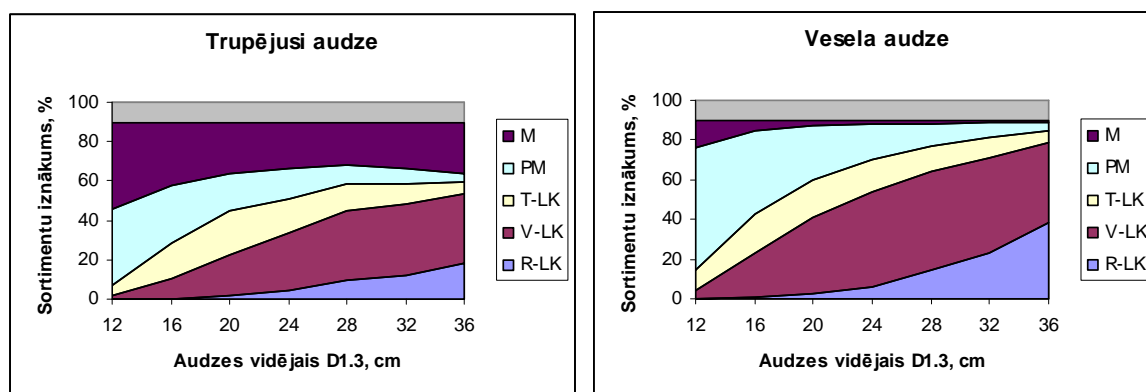 Trupējusi audze
Sortimentu iznākums, %
100
80
60
40
20
0
12 16 20 24 28 32 36
Audzes vidējais D1.3, cm
M
PM
T-LK
V-LK
R-LK
Vesela audze
Sortimentu iznākums, %
100
80
60
40
20
0
12 16 20 24 28 32 36
Audzes vidējais D1.3, cm
M
PM
T-LK
V-LK
R-LK